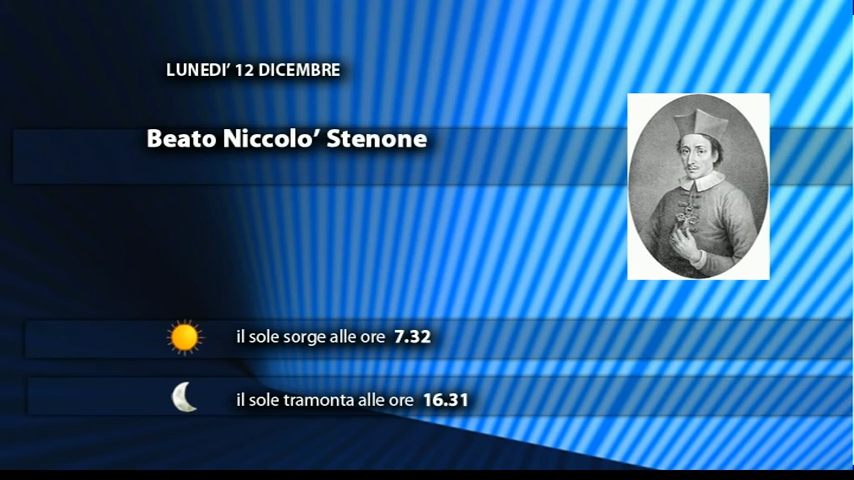 LUNEDI’ 12 DICEMBRE
Beato Niccolo’ Stenone
il sole sorge alle ore 7.32
il sole tramonta alle ore 16.31